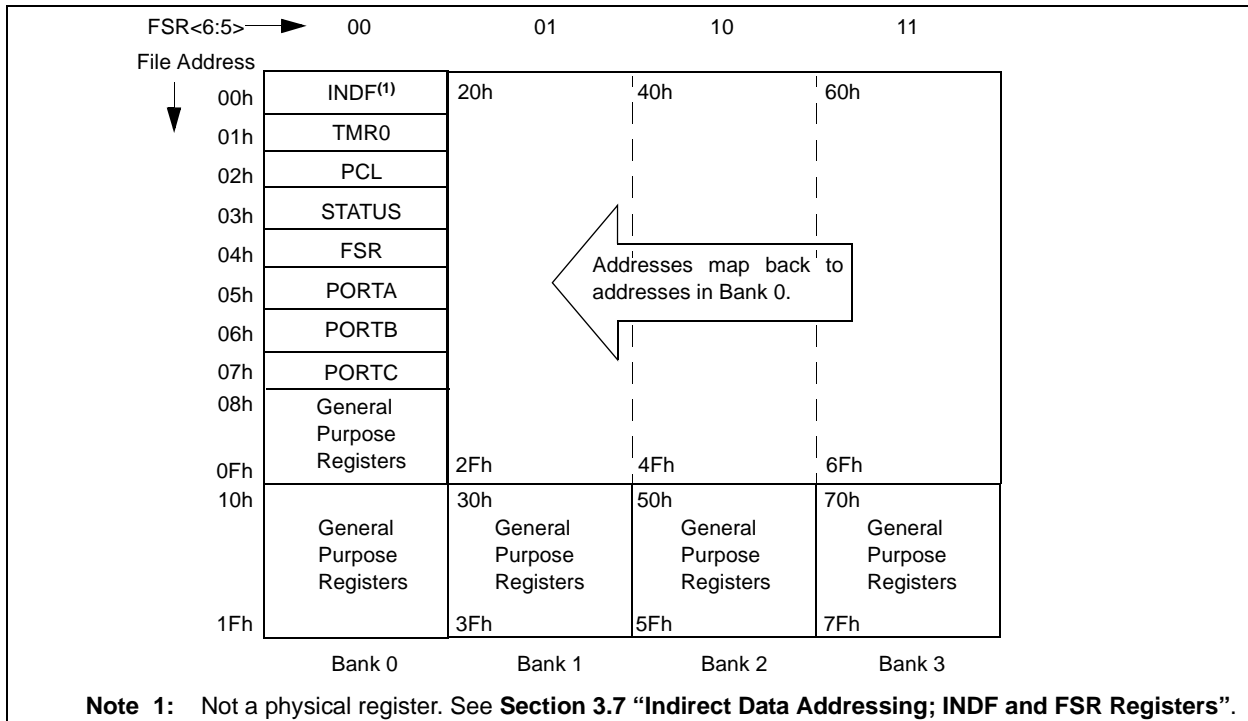 FSR<6:5> 00 01 10 11
File Address
00h INDF(1) 20h 40h 60h
01h TMR0
02h PCL
03h STATUS
04h FSR
Addresses map back to
05h PORTA addresses in Bank 0.
06h PORTB
07h PORTC
08h General
Purpose
Registers
0Fh 2Fh 4Fh 6Fh
10h 30h 50h 70h
General General General General
Purpose Purpose Purpose Purpose
Registers Registers Registers Registers
1Fh 3Fh 5Fh 7Fh
Bank 0 Bank 1 Bank 2 Bank 3
Note 1: Not a physical register. See Section 3.7 “Indirect Data Addressing; INDF and FSR Registers”.